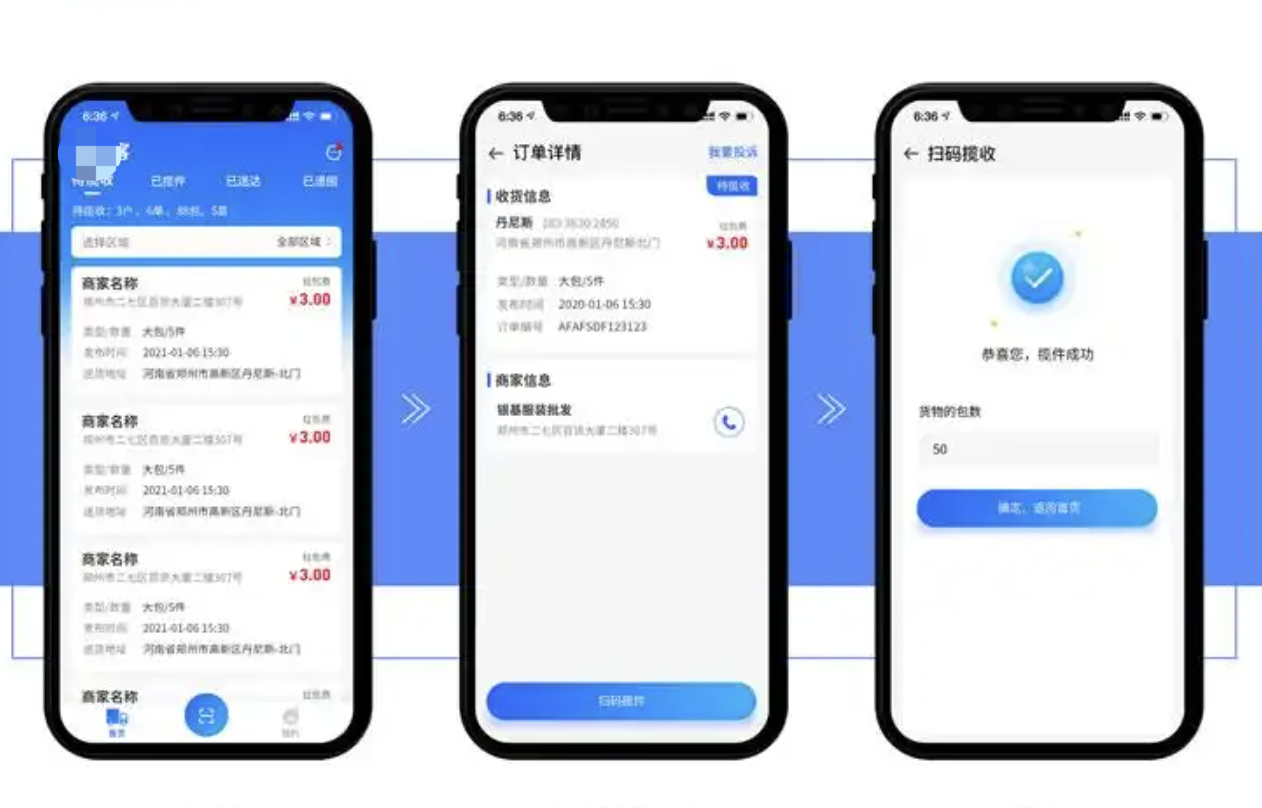 6:36
待揽收 已揽件 已送达 已退回
待揽收：3户，6单，88包，5票
选择区域 全部区域
商家名称 拉包费
郑州市二七区百货大厦二楼307号 ¥3.00
类型/数量 大包/5件
发布时间 2021-01-06 15:30
送货地址 河南省郑州市高新区丹尼斯-北门
商家名称 拉包费
郑州市二七区百货大厦二楼307号 ¥3.00
类型/数量 大包/5件
发布时间 2021-01-06 15:30
送货地址 河南省郑州市高新区丹尼斯-北门
商家名称 拉包费
郑州市二七区百货大厦二楼307号 ¥3.00
类型/数量 大包/5件
发布时间 2021-01-06 15:30
送货地址 河南省郑州市高新区丹尼斯-北门
商家名称 拉包费
首页 我的
6:36
订单详情 我要投诉
待揽收
收货信息
丹尼斯 183 3630 2450 拉包费
河南省郑州市高新区丹尼斯北门 ¥3.00
类型/数量 大包/5件
发布时间 2020-01-06 15:30
订单编号 AFAFSDF123123
商家信息
银基服装批发
郑州市二七区百货大厦二楼307号
扫码揽件
6:36
扫码揽收
恭喜您，揽件成功
货物的包数
50
确定，返回首页